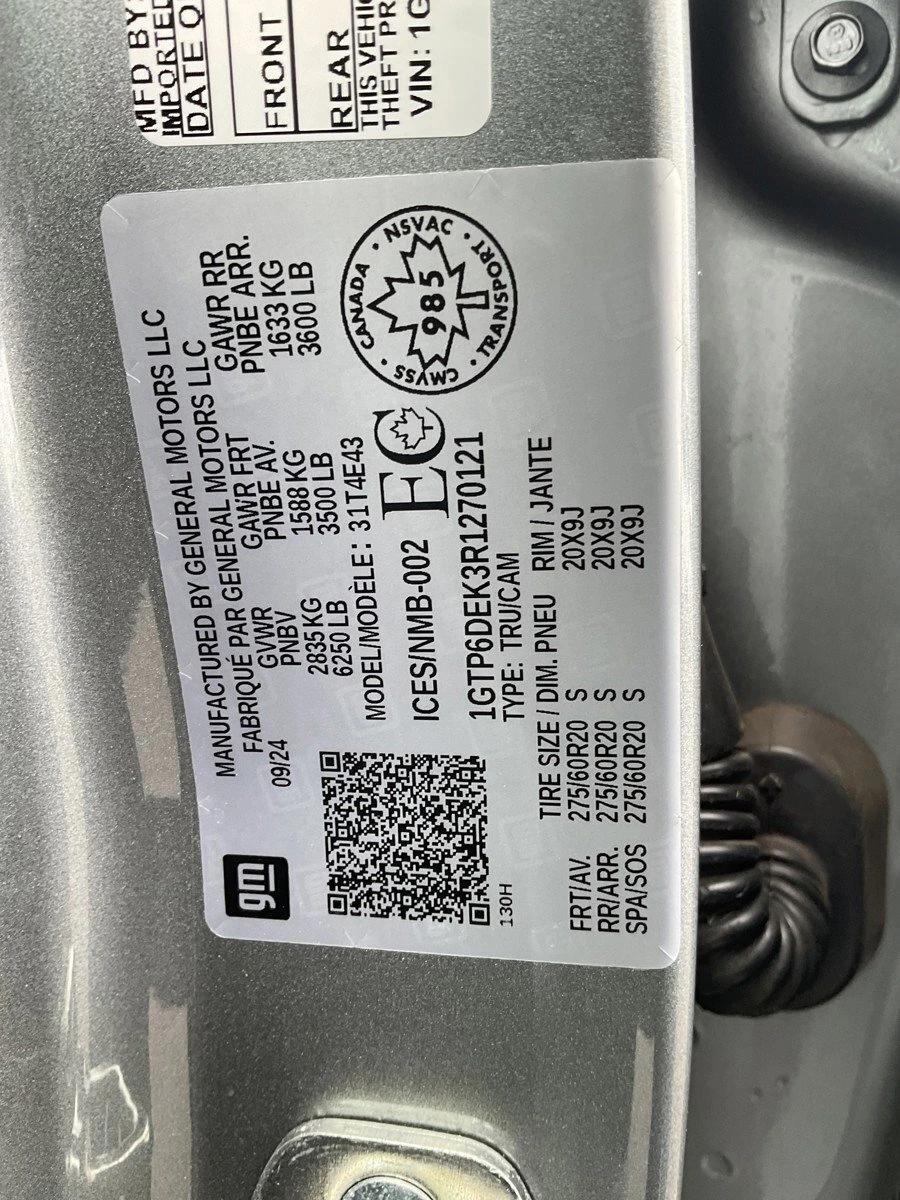 MFD BY:
IMPORTED
DATE O
FRONT
REAR
THIS VEHI
THEFT PR
VIN: 1G
gm
MANUFACTURED BY GENERAL MOTORS LLC
FABRIQUÉ PAR GENERAL MOTORS LLC
09/24 GVWR GAWR FRT GAWR RR
PNBV PNBE AV. PNBE ARR.
2835 KG 1588 KG 1633 KG
6250 LB 3500 LB 3600 LB
MODEL/MODÈLE: 31T4E43
ICES/NMB-002 EC
1GTP6DEK3R1270121
TYPE: TRU/CAM
CANADA · NSVAC · TRANSPORT · CMVSS ·
985
130H
TIRE SIZE / DIM. PNEU RIM / JANTE
FRT/AV. 275/60R20 S 20X9J
RR/ARR. 275/60R20 S 20X9J
SPA/SOS 275/60R20 S 20X9J